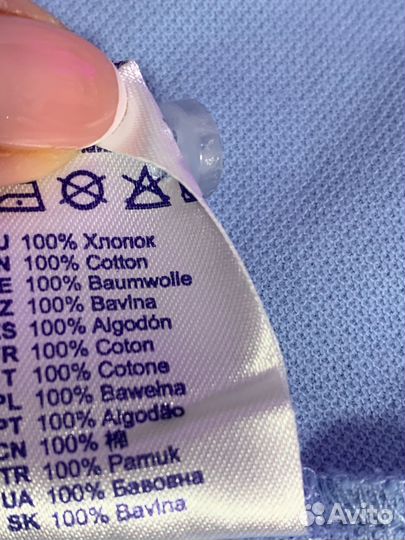 U 100% Хлопок
N 100% Cotton
E 100% Baumwolle
Z 100% Bavlna
ES 100% Algodón
R 100% Coton
T 100% Cotone
PL 100% Bawełna
PT 100% Algodão
CN 100% 棉
TR 100% Pamuk
UA 100% Бавовна
SK 100% Bavlna
Avito